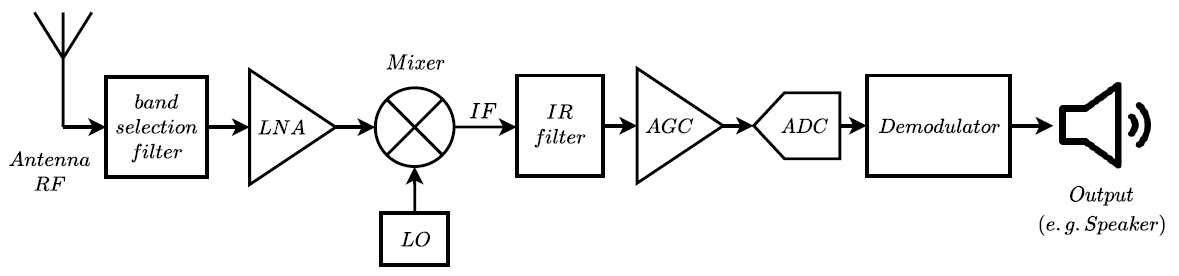 Antenna
RF
band
selection
filter
LNA
Mixer
LO
IF
IR
filter
AGC
ADC
Demodulator
Output
(e.g.Speaker)